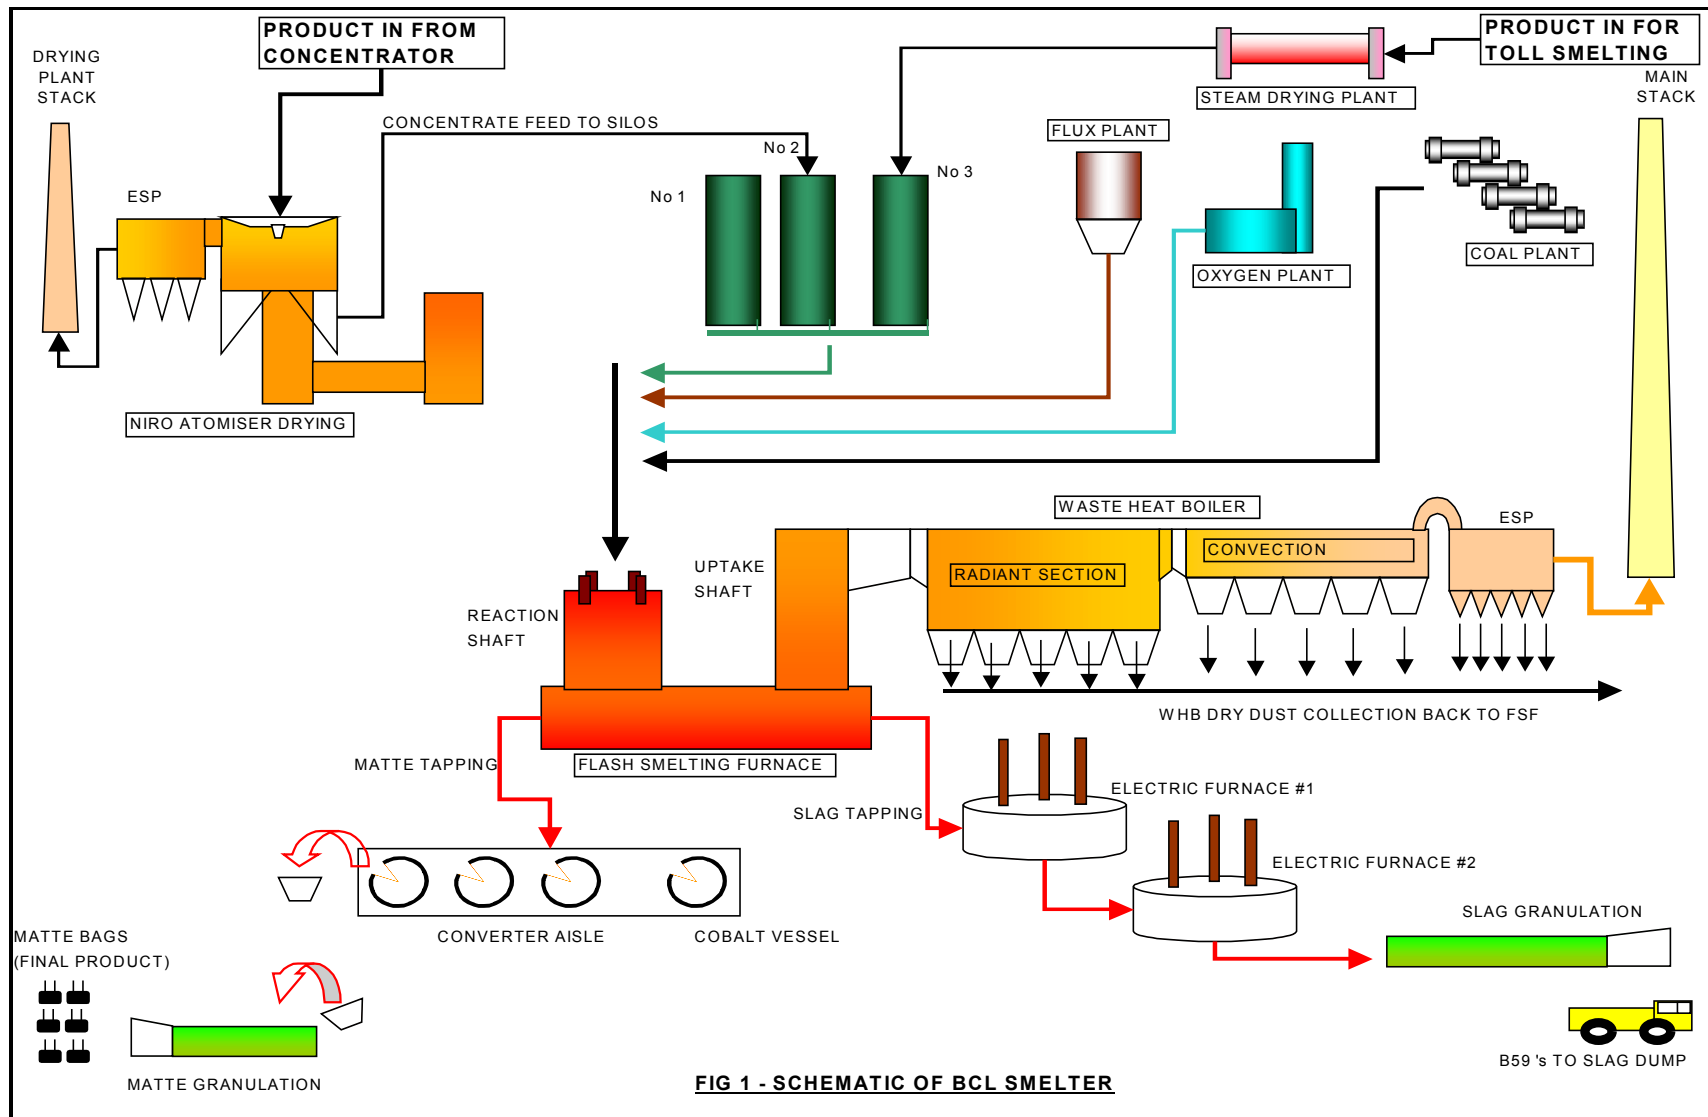 PRODUCT IN FROM
CONCENTRATOR
PRODUCT IN FOR
TOLL SMELTING
DRYING
PLANT
STACK
MAIN
STACK
STEAM DRYING PLANT
CONCENTRATE FEED TO SILOS
FLUX PLANT
No 2
No 3
No 1
ESP
COAL PLANT
OXYGEN PLANT
NIRO ATOMISER DRYING
WASTE HEAT BOILER
ESP
CONVECTION
UPTAKE
SHAFT
RADIANT SECTION
REACTION
SHAFT
WHB DRY DUST COLLECTION BACK TO FSF
MATTE TAPPING
FLASH SMELTING FURNACE
ELECTRIC FURNACE #1
SLAG TAPPING
ELECTRIC FURNACE #2
SLAG GRANULATION
MATTE BAGS
(FINAL PRODUCT)
CONVERTER AISLE
COBALT VESSEL
B59 's TO SLAG DUMP
MATTE GRANULATION
FIG 1 - SCHEMATIC OF BCL SMELTER